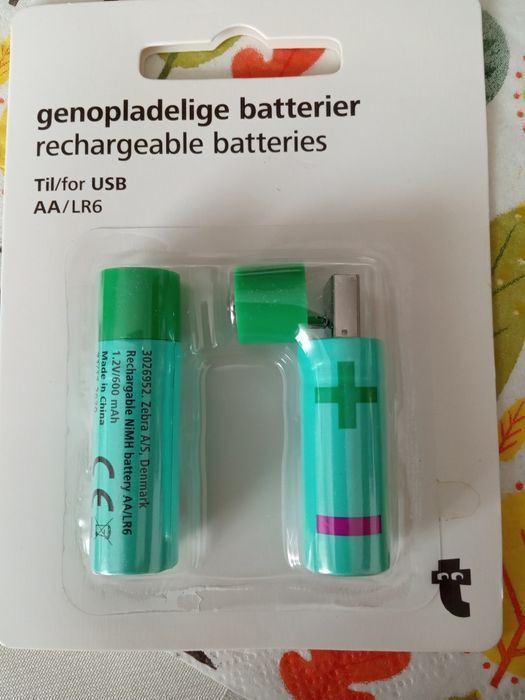 genopladelige batterier
rechargeable batteries
Til/for USB
AA/LR6
3026952. Zebra A/S, Denmark
Rechargable NiMH battery AA/LR6
1.2V/600 mAh
Made in China
CE
t